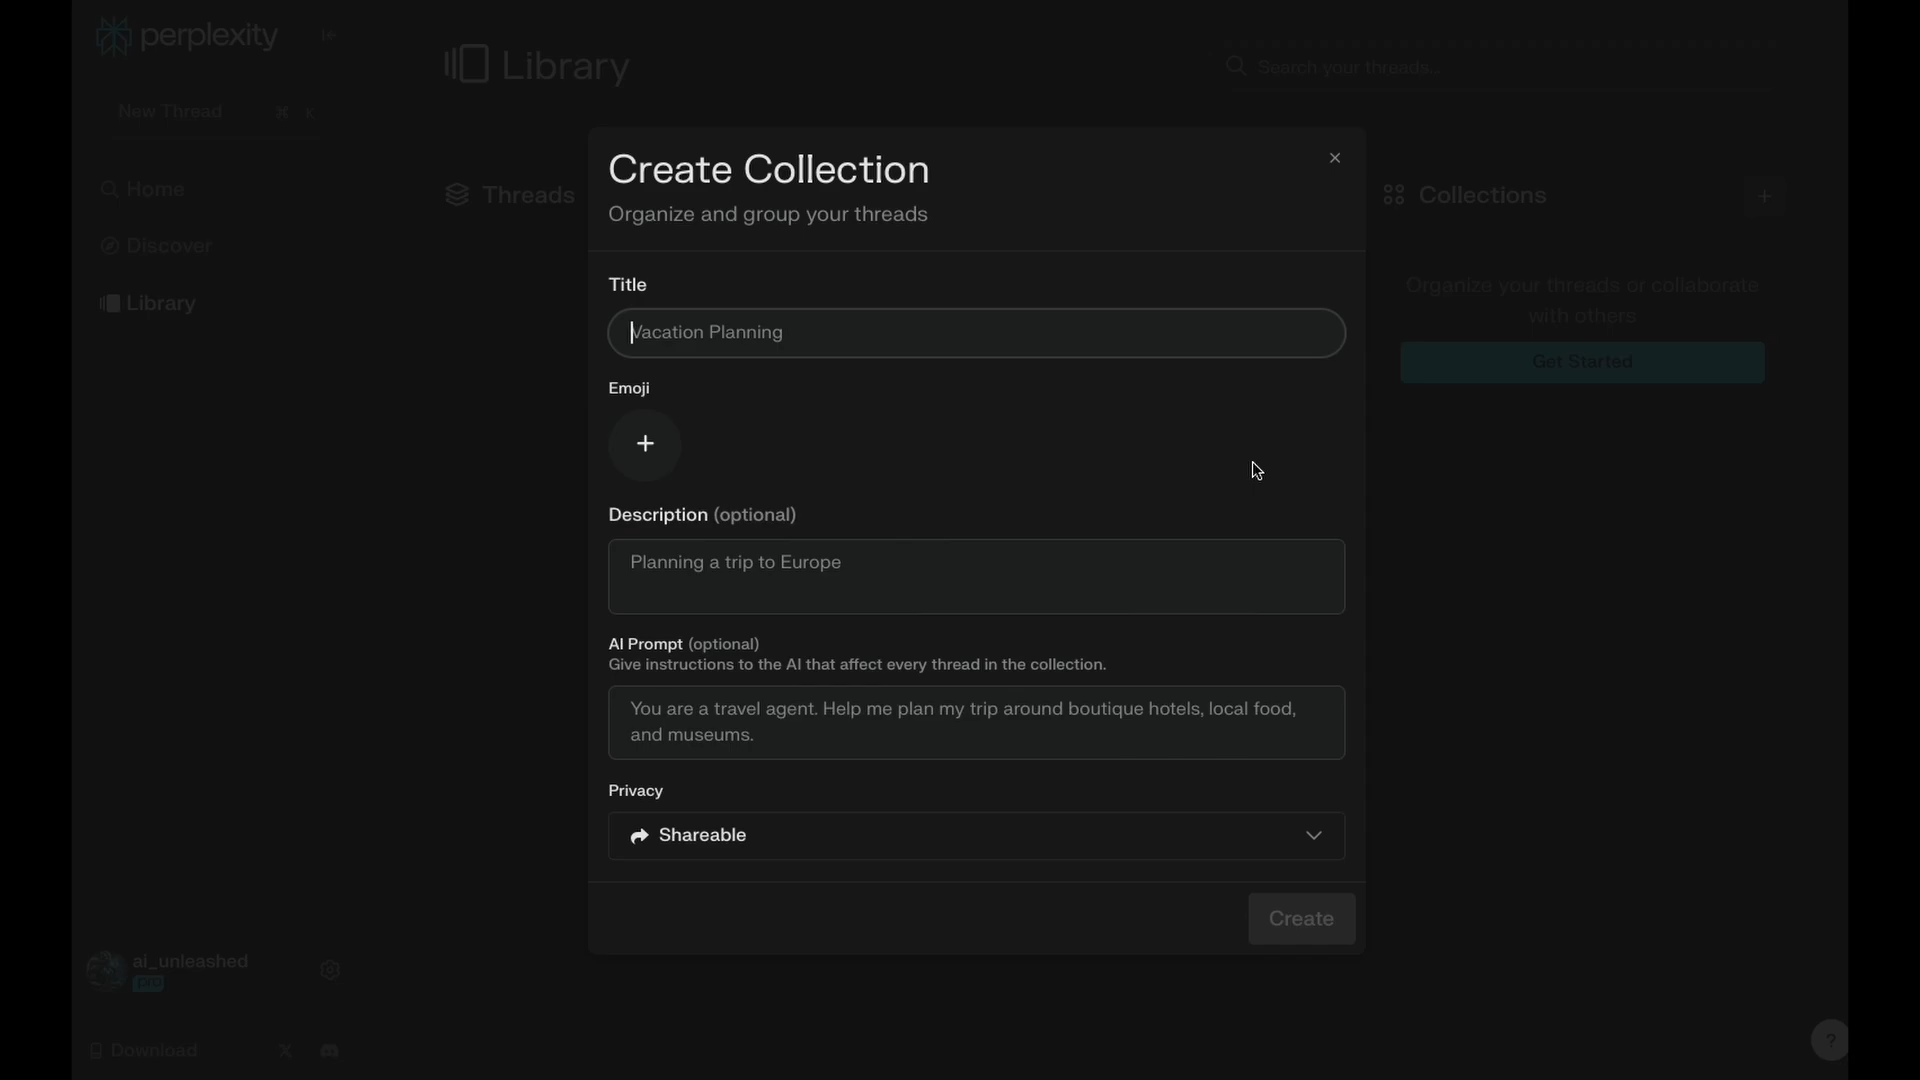 perplexity
Library
Search your threads...
New Thread
⌘ K
Home
Discover
Library
Threads
Collections
Organize your threads or collaborate
with others
Get Started
Create Collection
Organize and group your threads
Title
Vacation Planning
Emoji
Description (optional)
Planning a trip to Europe
AI Prompt (optional)
Give instructions to the AI that affect every thread in the collection.
You are a travel agent. Help me plan my trip around boutique hotels, local food,
and museums.
Privacy
Shareable
Create
ai_unleashed
pro
Download
?